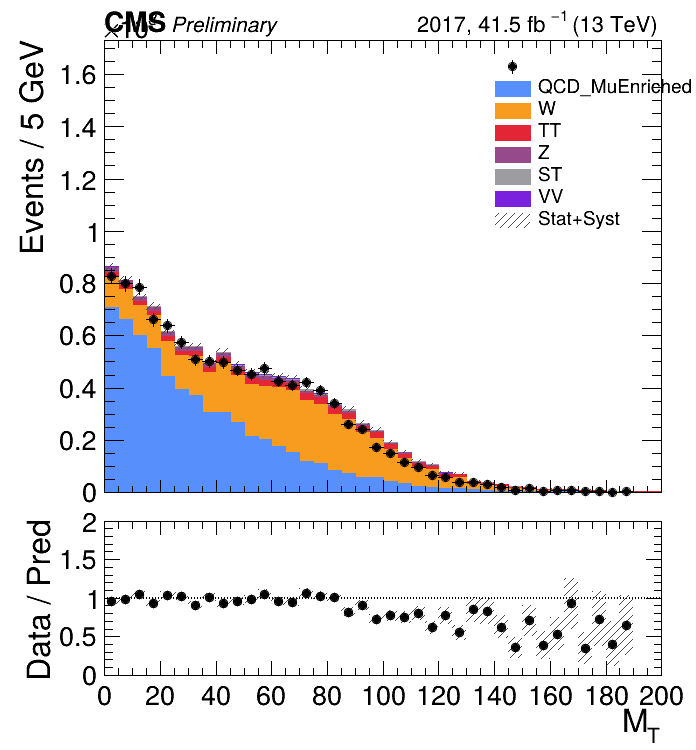 CMS Preliminary 2017, 41.5 fb⁻¹ (13 TeV)
Events / 5 GeV
1.6
1.4
1.2
1
0.8
0.6
0.4
0.2
0
QCD_MuEnriched
W
TT
Z
ST
VV
Stat+Syst
Data / Pred
2
1.5
1
0.5
0
0 20 40 60 80 100 120 140 160 180 200
M_T